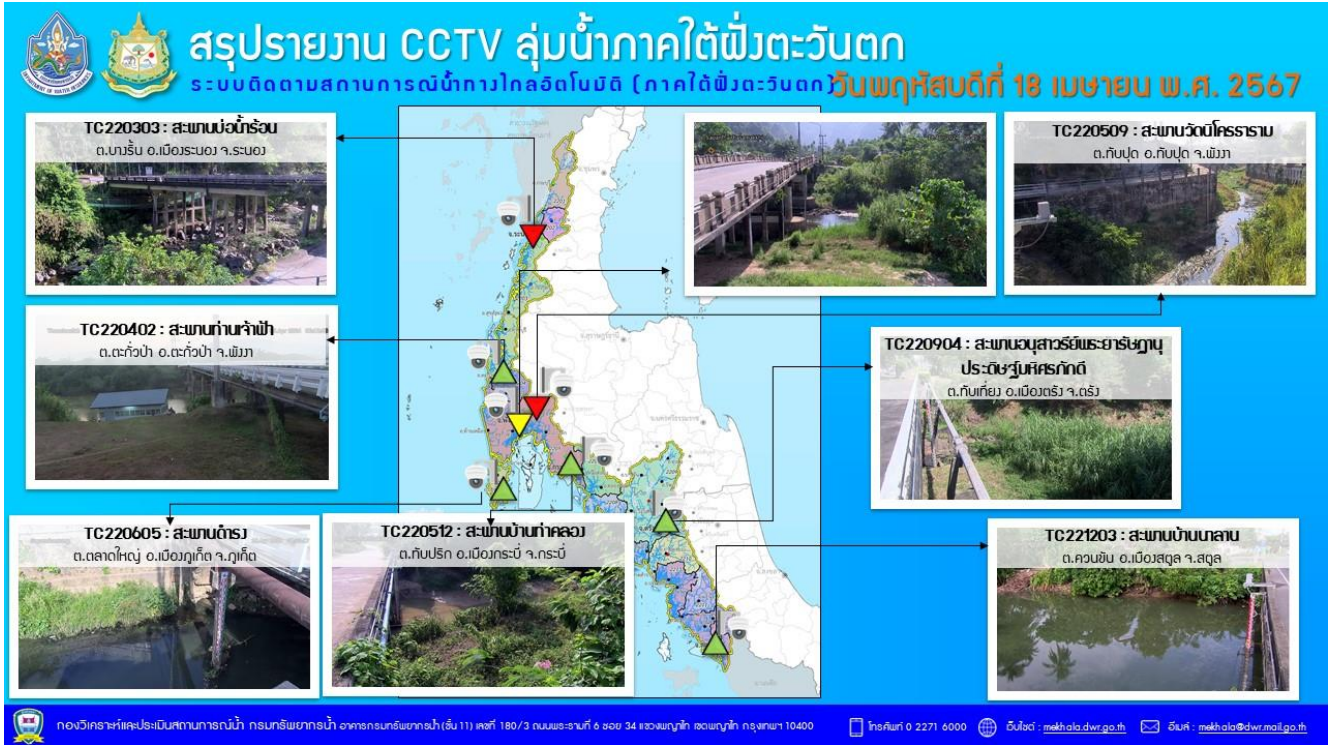 สรุปรายงาน CCTV ลุ่มน้ำภาคใต้ฝั่งตะวันตก
ระบบติดตามสถานการณ์น้ำทางไกลอัตโนมัติ (ภาคใต้ฝั่งตะวันตก)
วันพฤหัสบดีที่ 18 เมษายน พ.ศ. 2567
TC220303 : สะพานบ่อน้ำร้อน
ต.บางริ้น อ.เมืองระนอง จ.ระนอง
TC220509 : สะพานวัดนิโครธาราม
ต.ทับปุด อ.ทับปุด จ.พังงา
TC220402 : สะพานท่านเจ้าฟ้า
ต.ตะกั่วป่า อ.ตะกั่วป่า จ.พังงา
TC220904 : สะพานอนุสาวรีย์พระยารัษฎานุ
ประดิษฐ์มหิศรภักดี
ต.ทับเที่ยง อ.เมืองตรัง จ.ตรัง
TC220605 : สะพานดำรง
ต.ตลาดใหญ่ อ.เมืองภูเก็ต จ.ภูเก็ต
TC220512 : สะพานบ้านท่าคลอง
ต.ทับปริก อ.เมืองกระบี่ จ.กระบี่
TC221203 : สะพานบ้านนาลาน
ต.ควนขัน อ.เมืองสตูล จ.สตูล
กองวิเคราะห์และประเมินสถานการณ์น้ำ กรมทรัพยากรน้ำ อาคารกรมทรัพยากรน้ำ (ชั้น 11) เลขที่ 180/3 ถนนพระรามที่ 6 ซอย 34 แขวงพญาไท เขตพญาไท กรุงเทพฯ 10400
โทรศัพท์ 0 2271 6000
เว็บไซต์ : mekhala.dwr.go.th
อีเมล์ : mekhala@dwr.mail.go.th